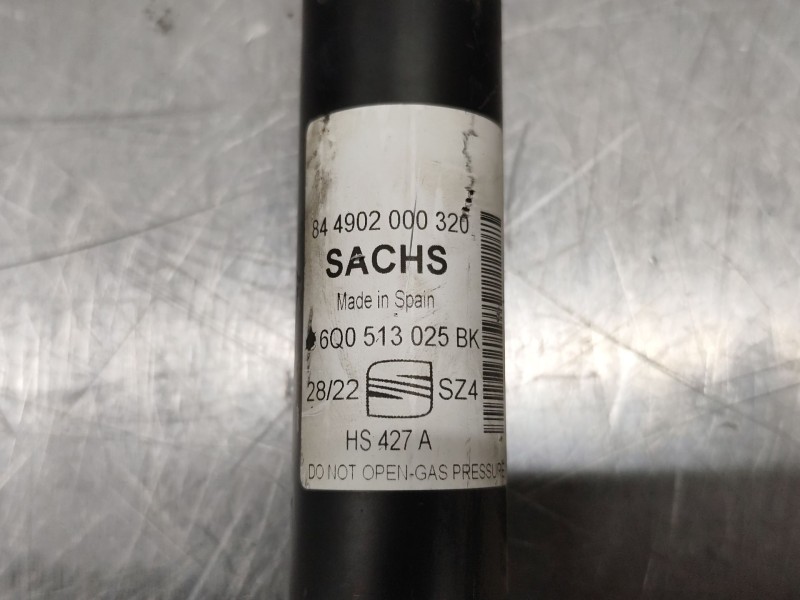 84 4902 000 320
SACHS
Made in Spain
6Q0 513 025 BK
28/22 SZ4
HS 427 A
DO NOT OPEN-GAS PRESSURE